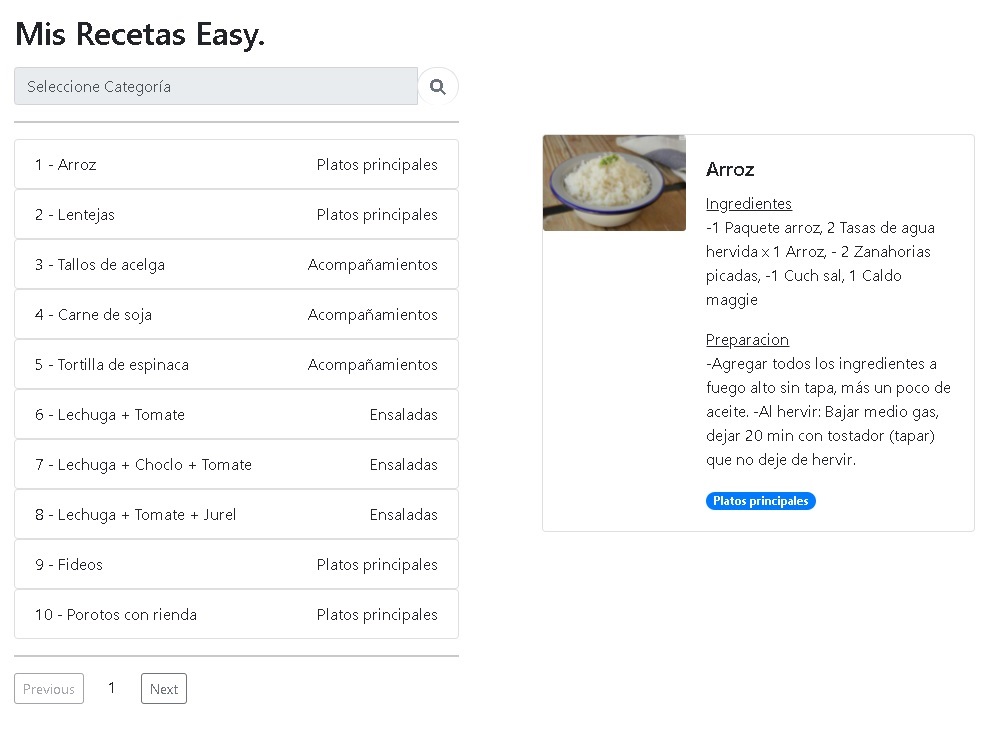 Mis Recetas Easy.
Seleccione Categoría
1 - Arroz Platos principales
2 - Lentejas Platos principales
3 - Tallos de acelga Acompañamientos
4 - Carne de soja Acompañamientos
5 - Tortilla de espinaca Acompañamientos
6 - Lechuga + Tomate Ensaladas
7 - Lechuga + Choclo + Tomate Ensaladas
8 - Lechuga + Tomate + Jurel Ensaladas
9 - Fideos Platos principales
10 - Porotos con rienda Platos principales
Previous 1 Next
Arroz
Ingredientes
-1 Paquete arroz, 2 Tasas de agua
hervida x 1 Arroz, - 2 Zanahorias
picadas, -1 Cuch sal, 1 Caldo
maggie
Preparacion
-Agregar todos los ingredientes a
fuego alto sin tapa, más un poco de
aceite. -Al hervir: Bajar medio gas,
dejar 20 min con tostador (tapar)
que no deje de hervir.
Platos principales